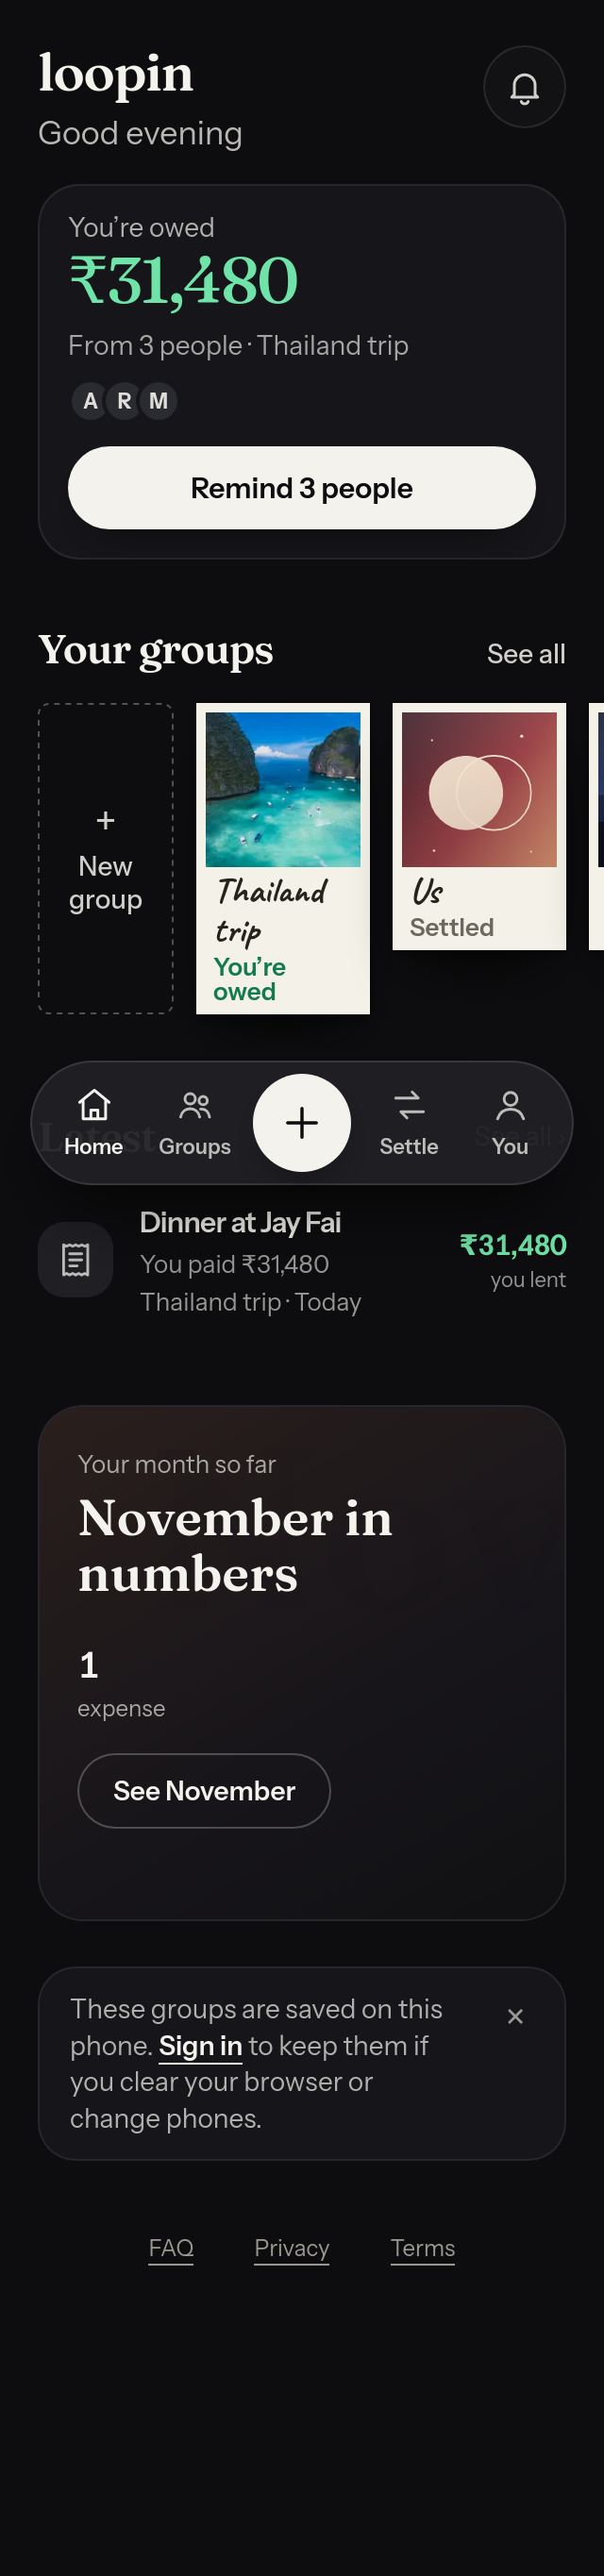 loopin
Good evening
You’re owed
₹31,480
From 3 people · Thailand trip
A R M
Remind 3 people
Your groups
See all
+
New
group
Thailand
trip
You’re
owed
Us
Settled
Latest
See all ›
Home
Groups
Settle
You
Dinner at Jay Fai
You paid ₹31,480
Thailand trip · Today
₹31,480
you lent
Your month so far
November in
numbers
1
expense
See November
These groups are saved on this
phone. Sign in to keep them if
you clear your browser or
change phones.
×
FAQ
Privacy
Terms